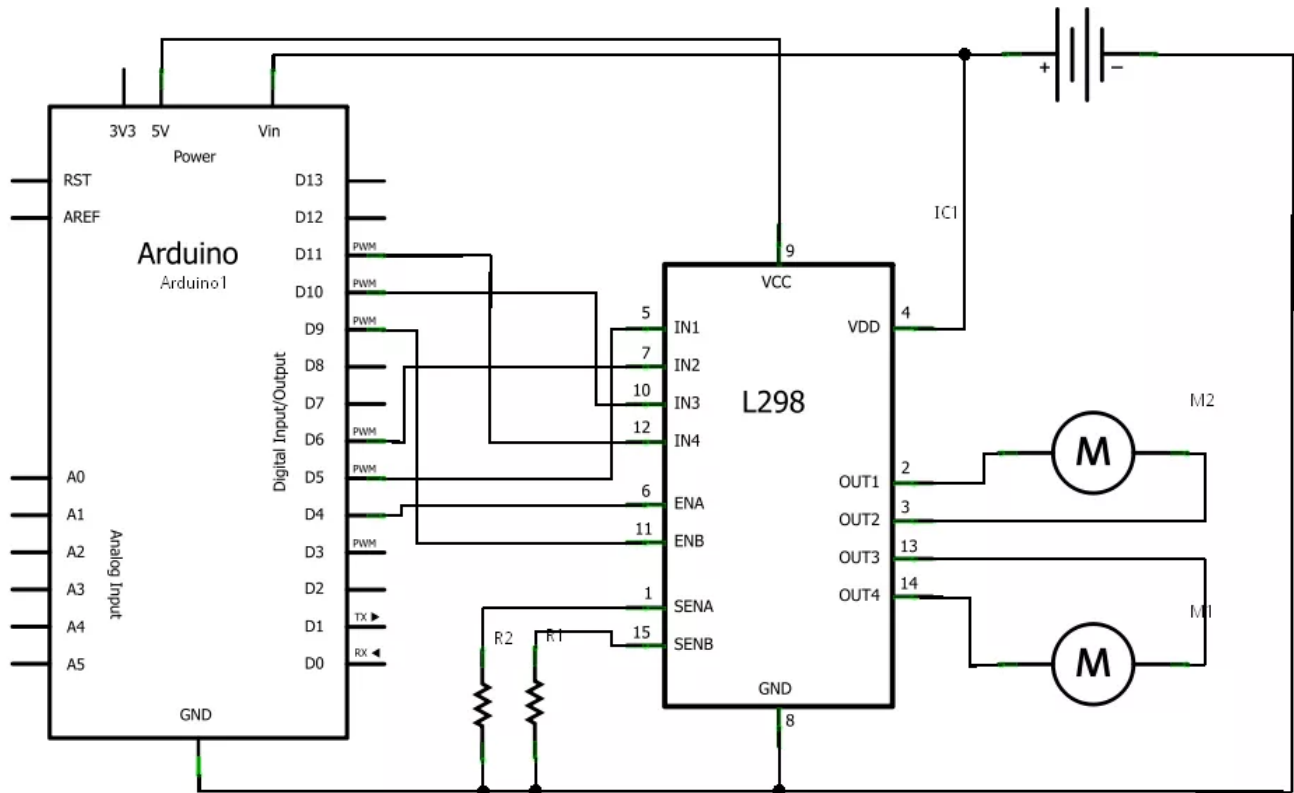 + −
3V3 5V Vin
Power
RST D13
AREF D12
Arduino
Arduino1
D11 PWM
D10 PWM
D9 PWM
D8
D7
D6 PWM
D5 PWM
D4
D3 PWM
D2
D1 TX ▶
D0 RX ◀
Digital Input/Output
A0
A1
A2
A3
A4
A5
Analog Input
GND
IC1
9
VCC
5 IN1
7 IN2
10 IN3
12 IN4
6 ENA
11 ENB
1 SENA
15 SENB
L298
VDD 4
OUT1 2
OUT2 3
OUT3 13
OUT4 14
GND
8
R2 R1
M2
M
M1
M